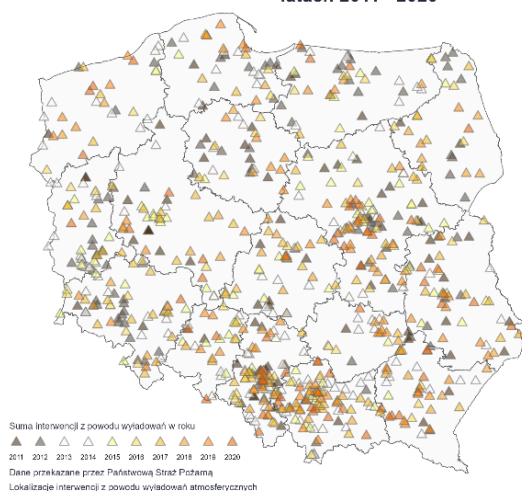 latach 2011 - 2020
Suma interwencji z powodu wyładowań w roku
2011 2012 2013 2014 2015 2016 2017 2018 2019 2020
Dane przekazane przez Państwową Straż Pożarną
Lokalizacje interwencji z powodu wyładowań atmosferycznych